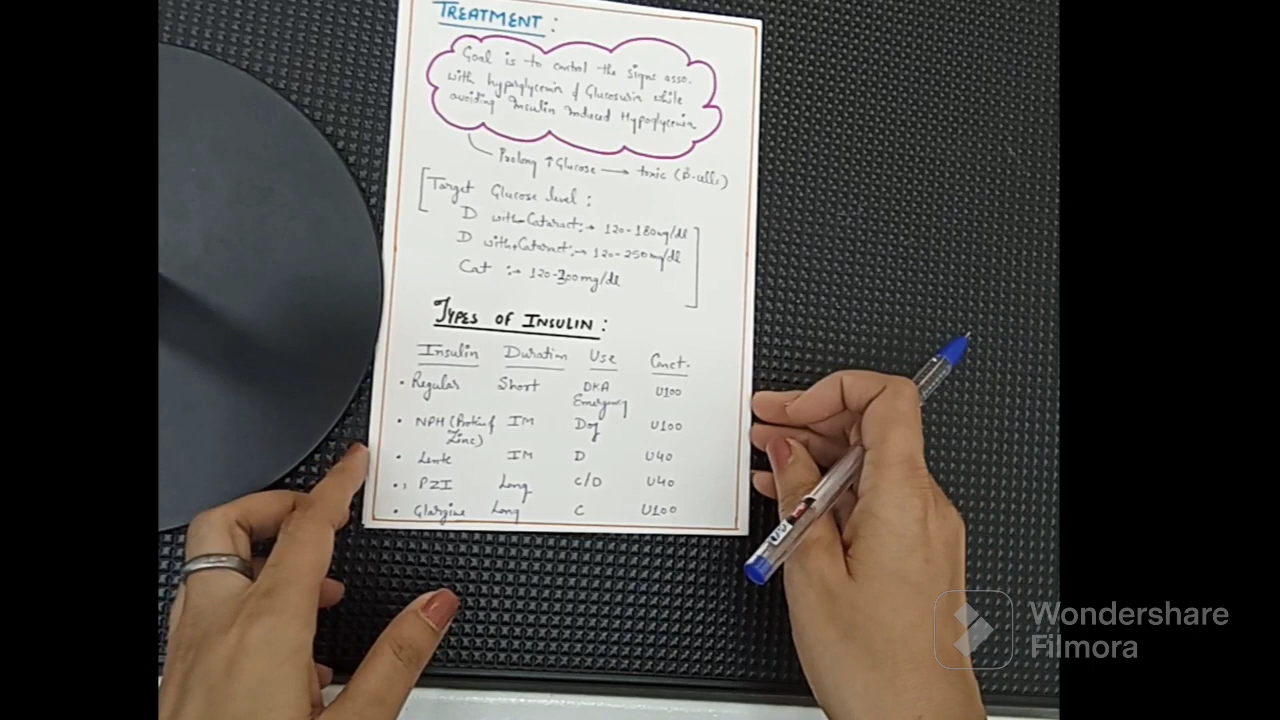 TREATMENT:
Goal is to control the signs asso.
with hyperglycemia & Glucosuria while
avoiding Insulin Induced Hypoglycemia
Prolong ↑ Glucose → toxic (B-cells)
Target Glucose level:
D with Cataract:→ 120-180mg/dl
D with Cataract:→ 120-250mg/dl
Cat :→ 120-300mg/dl
TYPES OF INSULIN:
Insulin Duration Use Conct.
• Regular Short DKA U100
Emergency
• NPH ( IM Dog U100
Zinc)
• Lente IM D U40
• PZI Long C/D U40
• Glargine Long C U100
Wondershare
Filmora